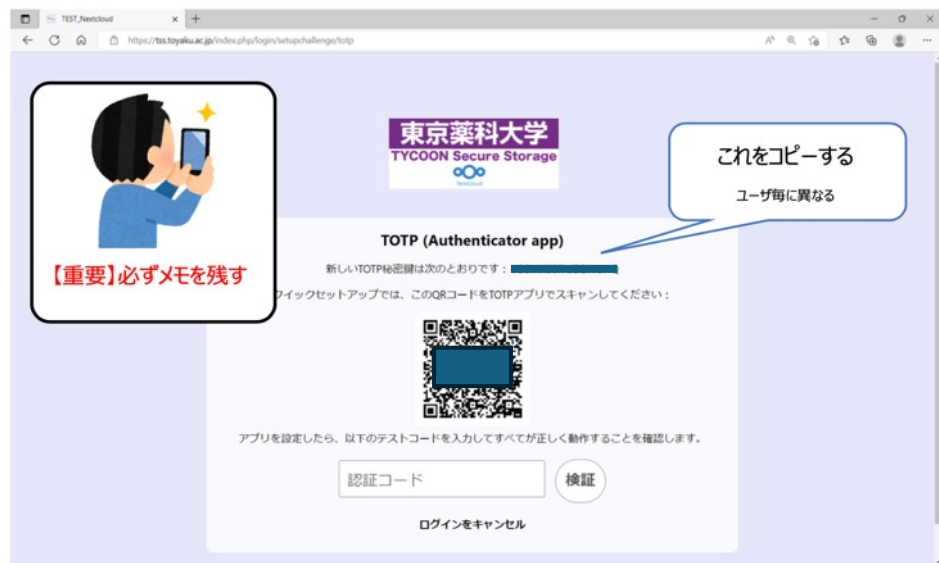 TEST_Nextcloud
https://tss.toyaku.ac.jp/index.php/login/setupchallenge/totp
東京薬科大学
TYCOON Secure Storage
Nextcloud
これをコピーする
ユーザ毎に異なる
【重要】必ずメモを残す
TOTP (Authenticator app)
新しいTOTP秘密鍵は次のとおりです：
イックセットアップでは、このQRコードをTOTPアプリでスキャンしてください：
アプリを設定したら、以下のテストコードを入力してすべてが正しく動作することを確認します。
認証コード
検証
ログインをキャンセル